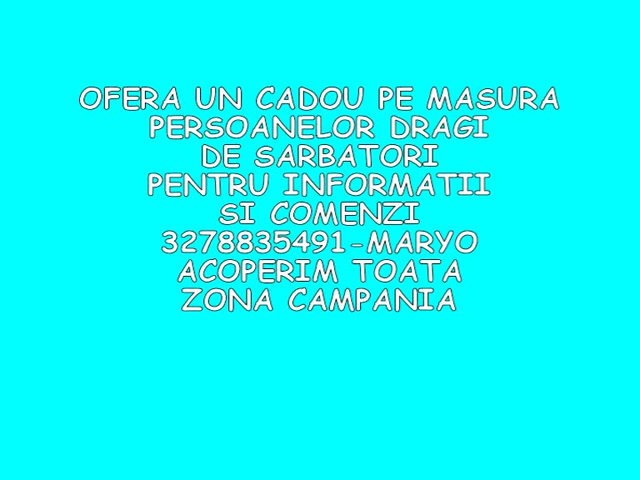 OFERA UN CADOU PE MASURA
PERSOANELOR DRAGI
DE SARBATORI
PENTRU INFORMATII
SI COMENZI
3278835491-MARYO
ACOPERIM TOATA
ZONA CAMPANIA